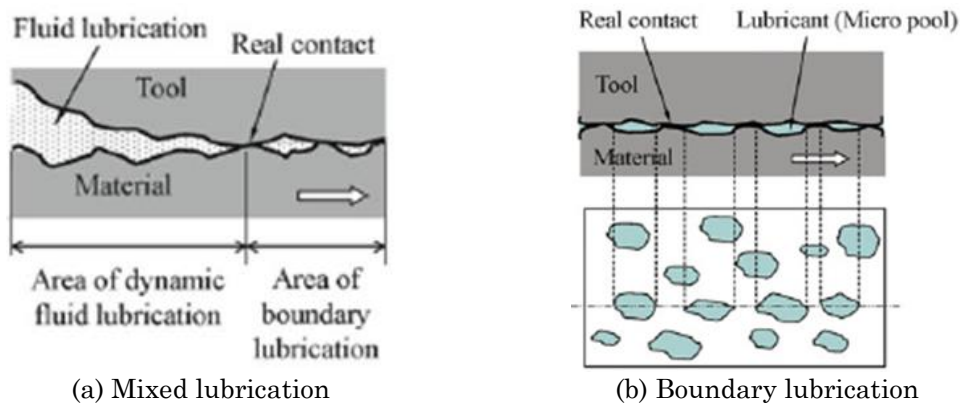 Fluid lubrication
Real contact
Tool
Material
Area of dynamic
fluid lubrication
Area of
boundary
lubrication
(a) Mixed lubrication
Real contact
Lubricant (Micro pool)
Tool
Material
(b) Boundary lubrication